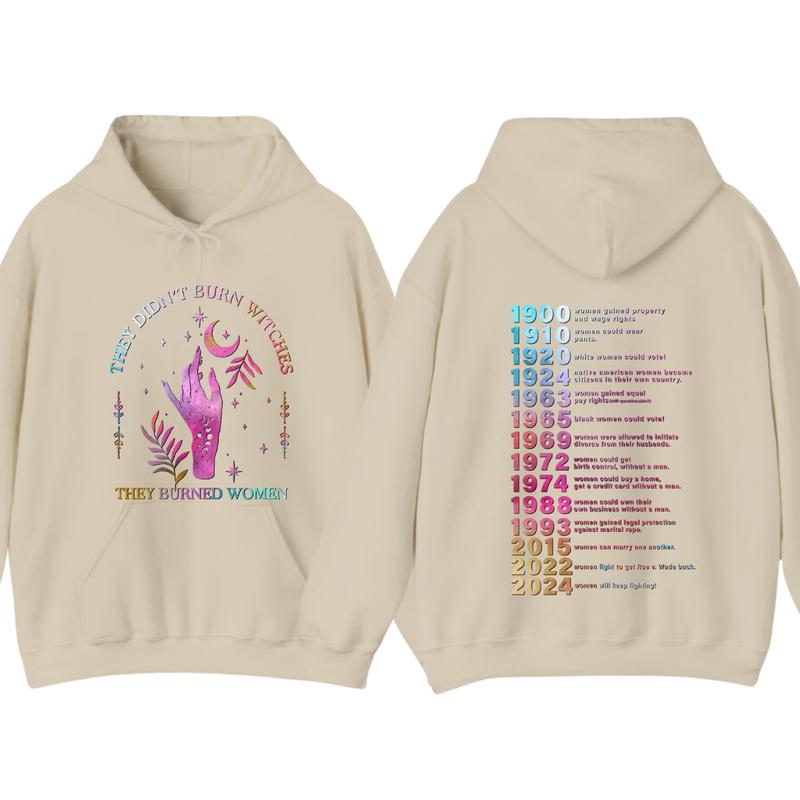 THEY DIDN'T BURN WITCHES
THEY BURNED WOMEN
1900 women gained property
and wage rights
1910 women could wear
pants.
1920 white women could vote!
1924 native american women became
citizens in their own country.
1963 women gained equal
pay rights(still questionable?)
1965 black women could vote!
1969 women were allowed to initiate
divorce from their husbands.
1972 women could get
birth control, without a man.
1974 women could buy a home,
get a credit card without a man.
1988 women could own their
own business without a man.
1993 women gained legal protection
against marital rape.
2015 women can marry one another.
2022 women fight to get Roe v. Wade back.
2024 women will keep fighting!